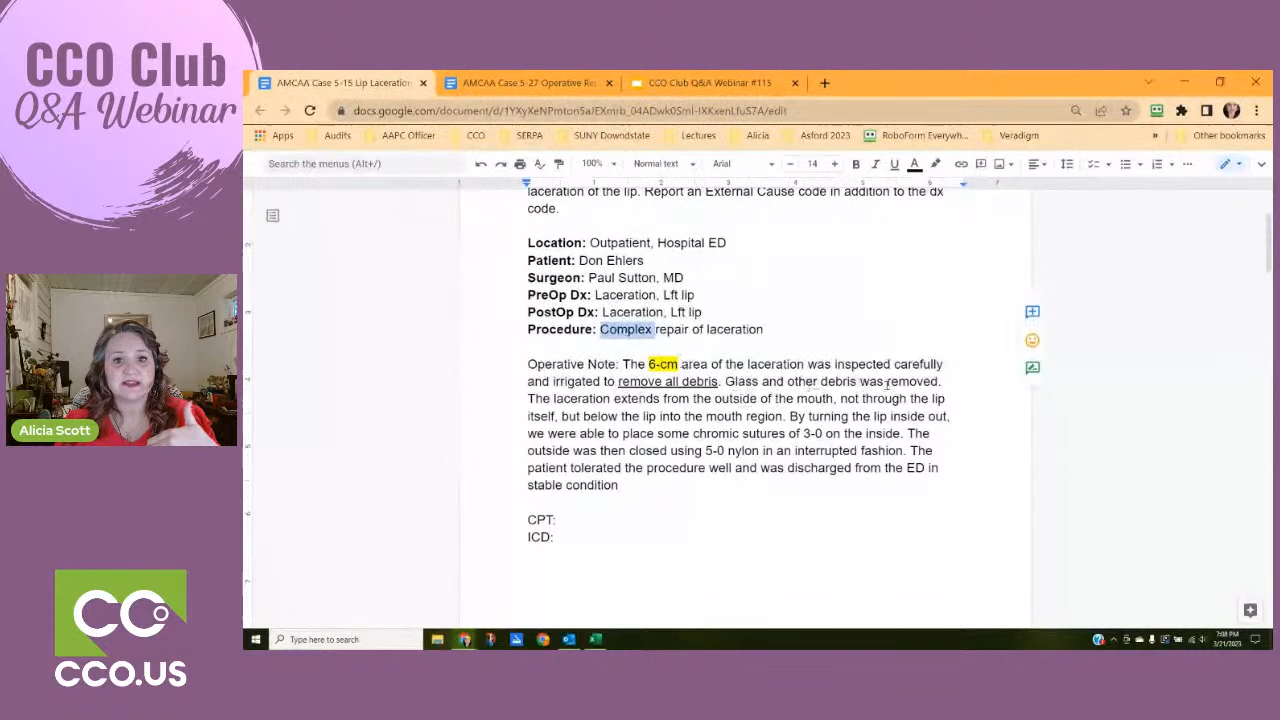 CCO Club
Q&A Webinar
AMCAA Case 5-15 Lip Laceration
AMCAA Case 5-27 Operative Re
CCO Club Q&A Webinar #115
Apps
Audits
AAPC Officer
CCO
SERPA
SUNY Downstate
Lectures
Alicia
Asford 2023
RoboForm Everywh...
Veradigm
Other bookmarks
Search the menus (Alt+/)
100%
Normal text
Arial
14
laceration of the lip. Report an External Cause code in addition to the dx
code.
Location: Outpatient, Hospital ED
Patient: Don Ehlers
Surgeon: Paul Sutton, MD
PreOp Dx: Laceration, Lft lip
PostOp Dx: Laceration, Lft lip
Procedure: Complex repair of laceration
Operative Note: The 6-cm area of the laceration was inspected carefully
and irrigated to remove all debris. Glass and other debris was removed.
The laceration extends from the outside of the mouth, not through the lip
itself, but below the lip into the mouth region. By turning the lip inside out,
we were able to place some chromic sutures of 3-0 on the inside. The
outside was then closed using 5-0 nylon in an interrupted fashion. The
patient tolerated the procedure well and was discharged from the ED in
stable condition
CPT:
ICD:
Alicia Scott
CCO
CCO.US
Type here to search
7:08 PM
3/21/2023